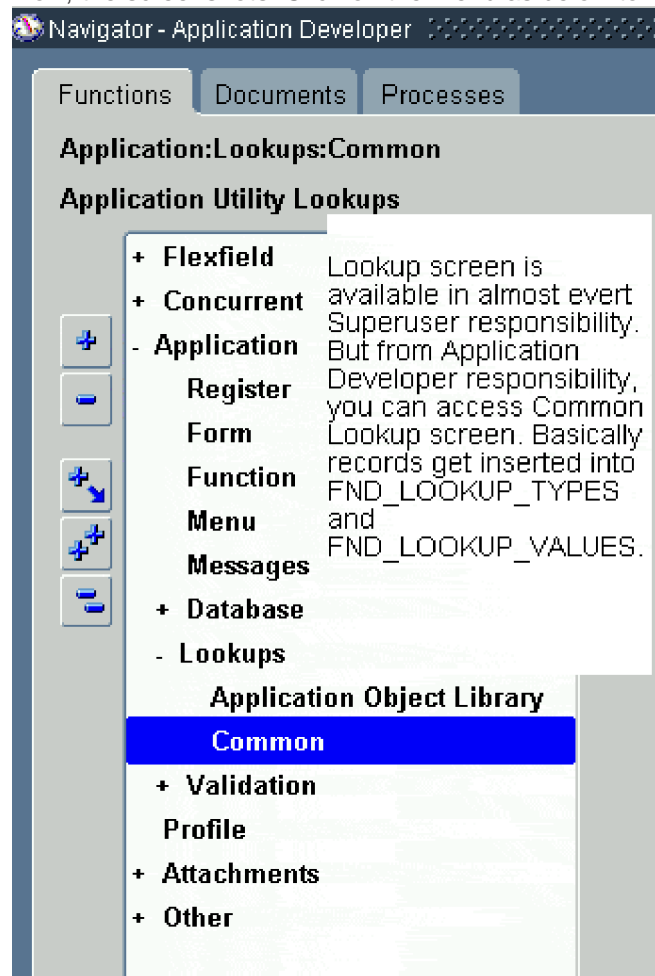 Navigator - Application Developer
Functions
Documents
Processes
Application:Lookups:Common
Application Utility Lookups
+ Flexfield
+ Concurrent
- Application
Register
Form
Function
Menu
Messages
+ Database
- Lookups
Application Object Library
Common
+ Validation
Profile
+ Attachments
+ Other
Lookup screen is
available in almost evert
Superuser responsibility.
But from Application
Developer responsibility,
you can access Common
Lookup screen. Basically
records get inserted into
FND_LOOKUP_TYPES
and
FND_LOOKUP_VALUES.